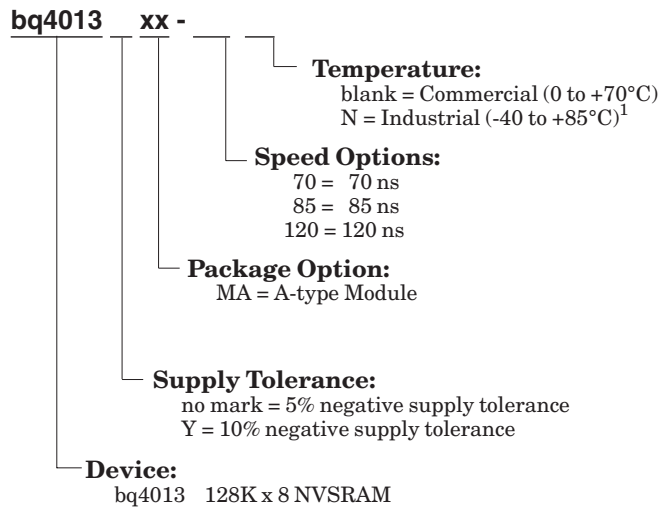 bq4013 xx -
Temperature:
blank = Commercial (0 to +70°C)
N = Industrial (-40 to +85°C)1
Speed Options:
70 = 70 ns
85 = 85 ns
120 = 120 ns
Package Option:
MA = A-type Module
Supply Tolerance:
no mark = 5% negative supply tolerance
Y = 10% negative supply tolerance
Device:
bq4013 128K x 8 NVSRAM